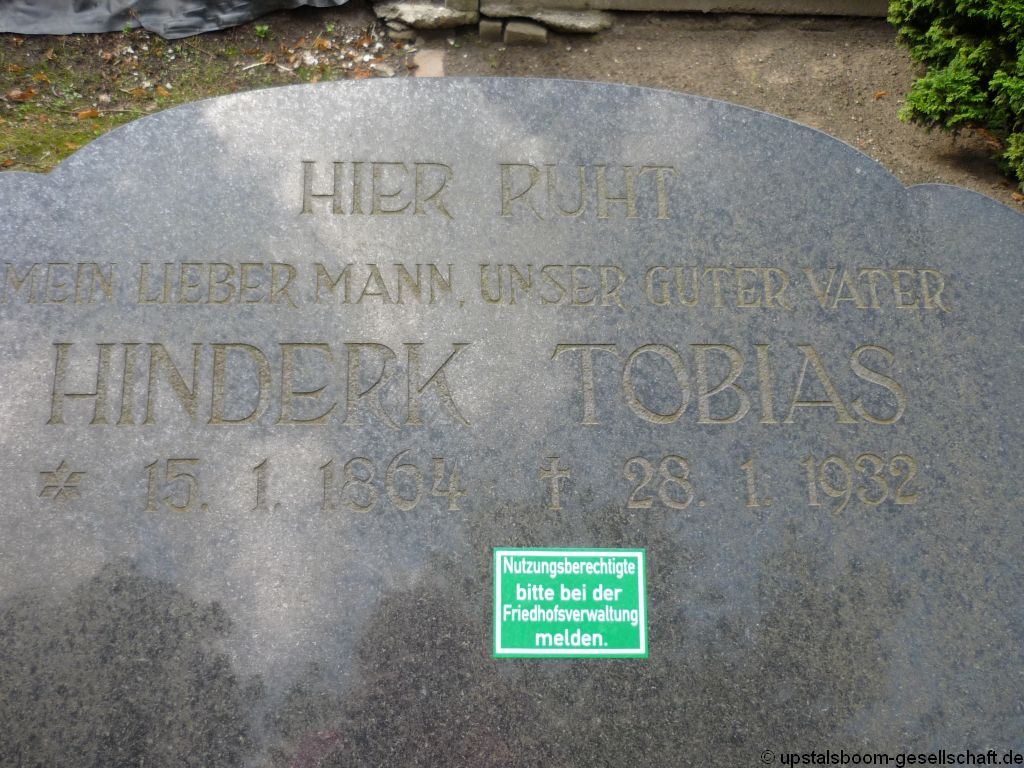 HIER RUHT
MEIN LIEBER MANN, UNSER GUTER VATER
HINDERK TOBIAS
* 15. 1. 1864 † 28. 1. 1932
Nutzungsberechtigte
bitte bei der
Friedhofsverwaltung
melden.
© upstalsboom-gesellschaft.de